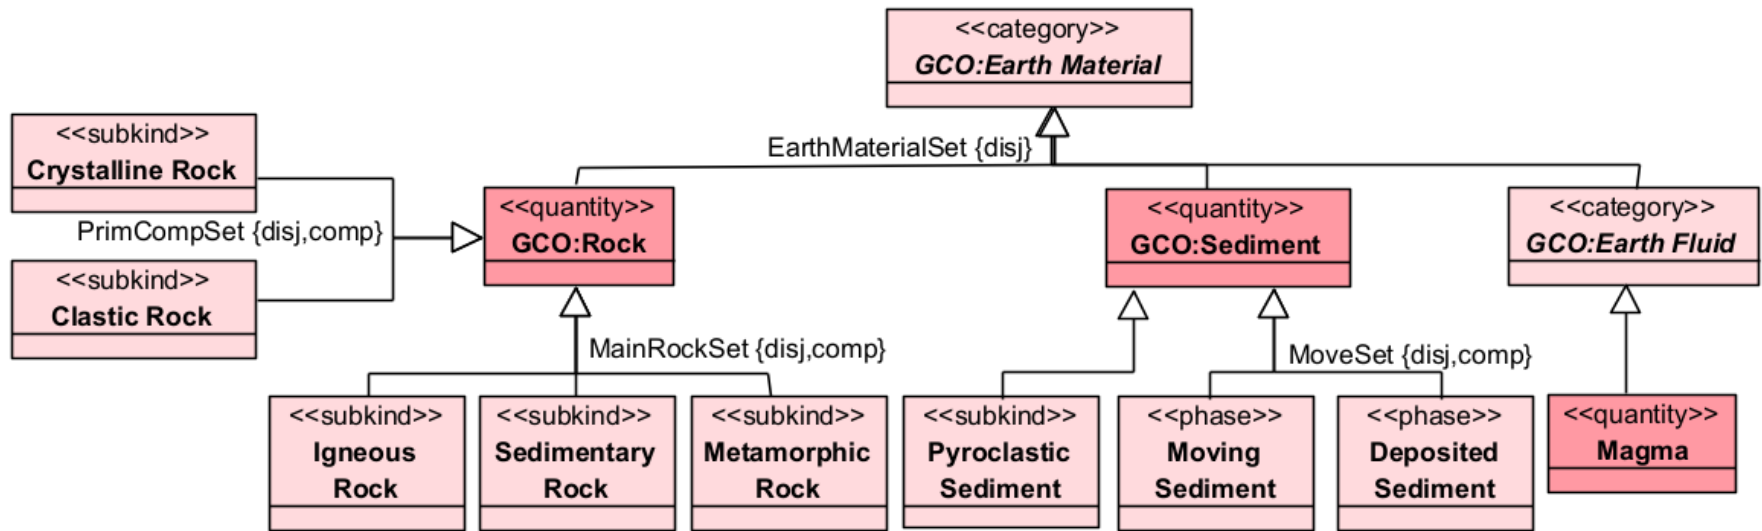 <<category>>
GCO:Earth Material
EarthMaterialSet {disj}
<<subkind>>
Crystalline Rock
PrimCompSet {disj,comp}
<<subkind>>
Clastic Rock
<<quantity>>
GCO:Rock
<<quantity>>
GCO:Sediment
<<category>>
GCO:Earth Fluid
MainRockSet {disj,comp}
MoveSet {disj,comp}
<<subkind>>
Igneous
Rock
<<subkind>>
Sedimentary
Rock
<<subkind>>
Metamorphic
Rock
<<subkind>>
Pyroclastic
Sediment
<<phase>>
Moving
Sediment
<<phase>>
Deposited
Sediment
<<quantity>>
Magma